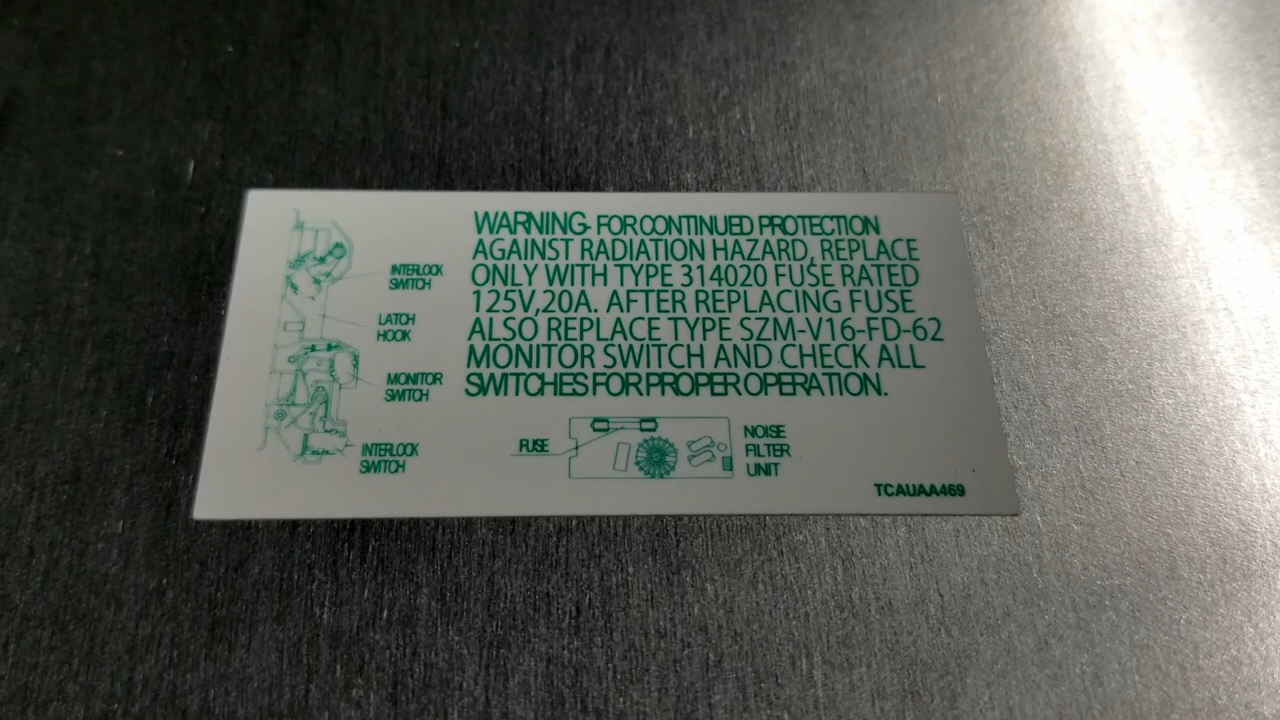 WARNING- FOR CONTINUED PROTECTION
AGAINST RADIATION HAZARD, REPLACE
ONLY WITH TYPE 314020 FUSE RATED
125V,20A. AFTER REPLACING FUSE
ALSO REPLACE TYPE SZM-V16-FD-62
MONITOR SWITCH AND CHECK ALL
SWITCHES FOR PROPER OPERATION.
INTERLOCK
SWITCH
LATCH
HOOK
MONITOR
SWITCH
INTERLOCK
SWITCH
FUSE
NOISE
FILTER
UNIT
TCAUAA469